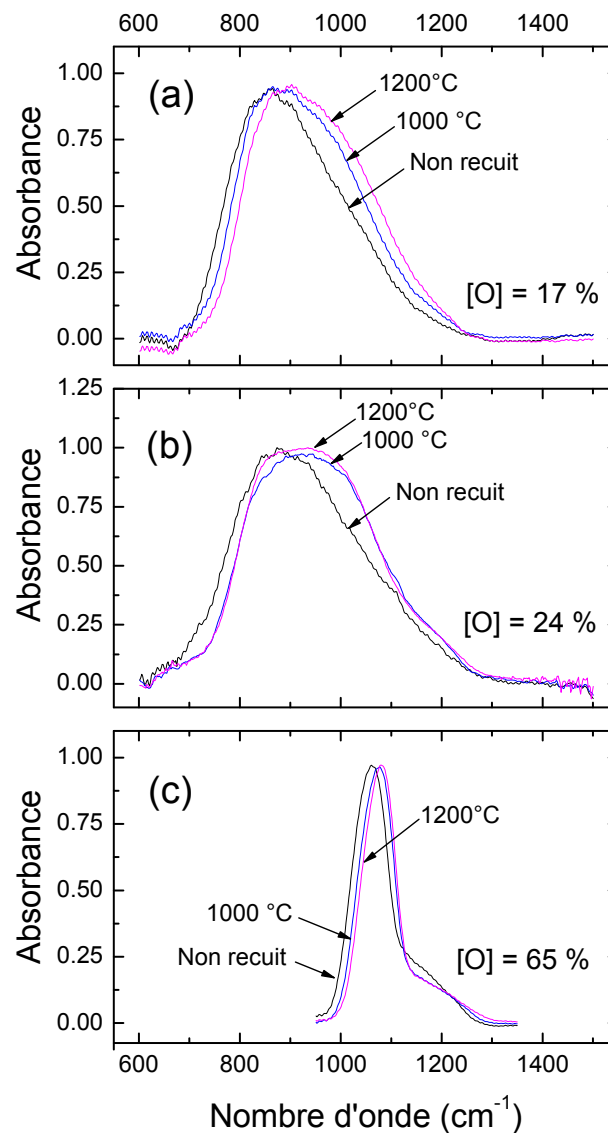 600 800 1000 1200 1400
(a)
1200°C
1000 °C
Non recuit
[O] = 17 %
1.00
0.75
0.50
0.25
0.00
Absorbance
(b)
1200°C
1000 °C
Non recuit
[O] = 24 %
1.25
1.00
0.75
0.50
0.25
0.00
Absorbance
(c)
1200°C
1000 °C
Non recuit
[O] = 65 %
1.00
0.75
0.50
0.25
0.00
Absorbance
600 800 1000 1200 1400
Nombre d'onde (cm⁻¹)